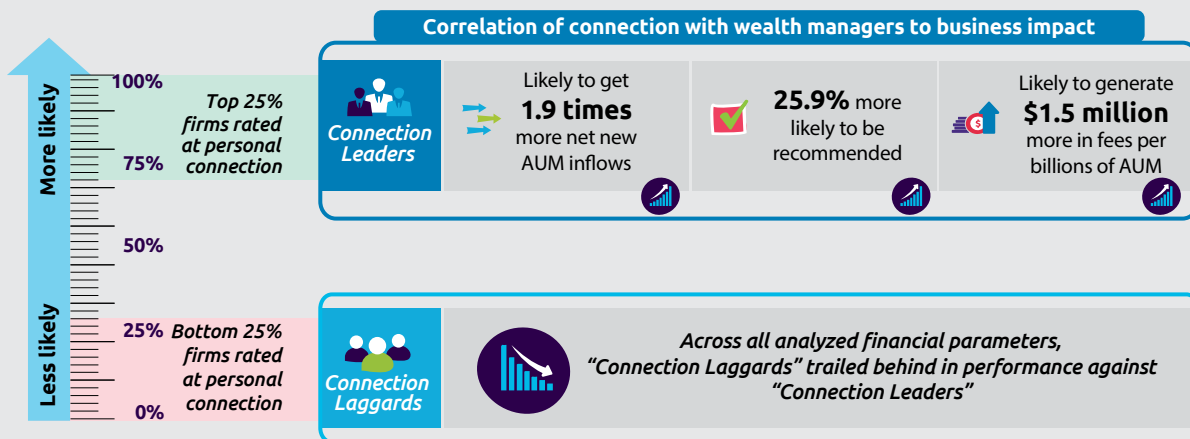 Correlation of connection with wealth managers to business impact
More likely
Less likely
100%
75%
50%
25%
0%
Top 25%
firms rated
at personal
connection
Connection
Leaders
Likely to get
1.9 times
more net new
AUM inflows
25.9% more
likely to be
recommended
Likely to generate
$1.5 million
more in fees per
billions of AUM
Bottom 25%
firms rated
at personal
connection
Connection
Laggards
Across all analyzed financial parameters,
“Connection Laggards” trailed behind in performance against
“Connection Leaders”